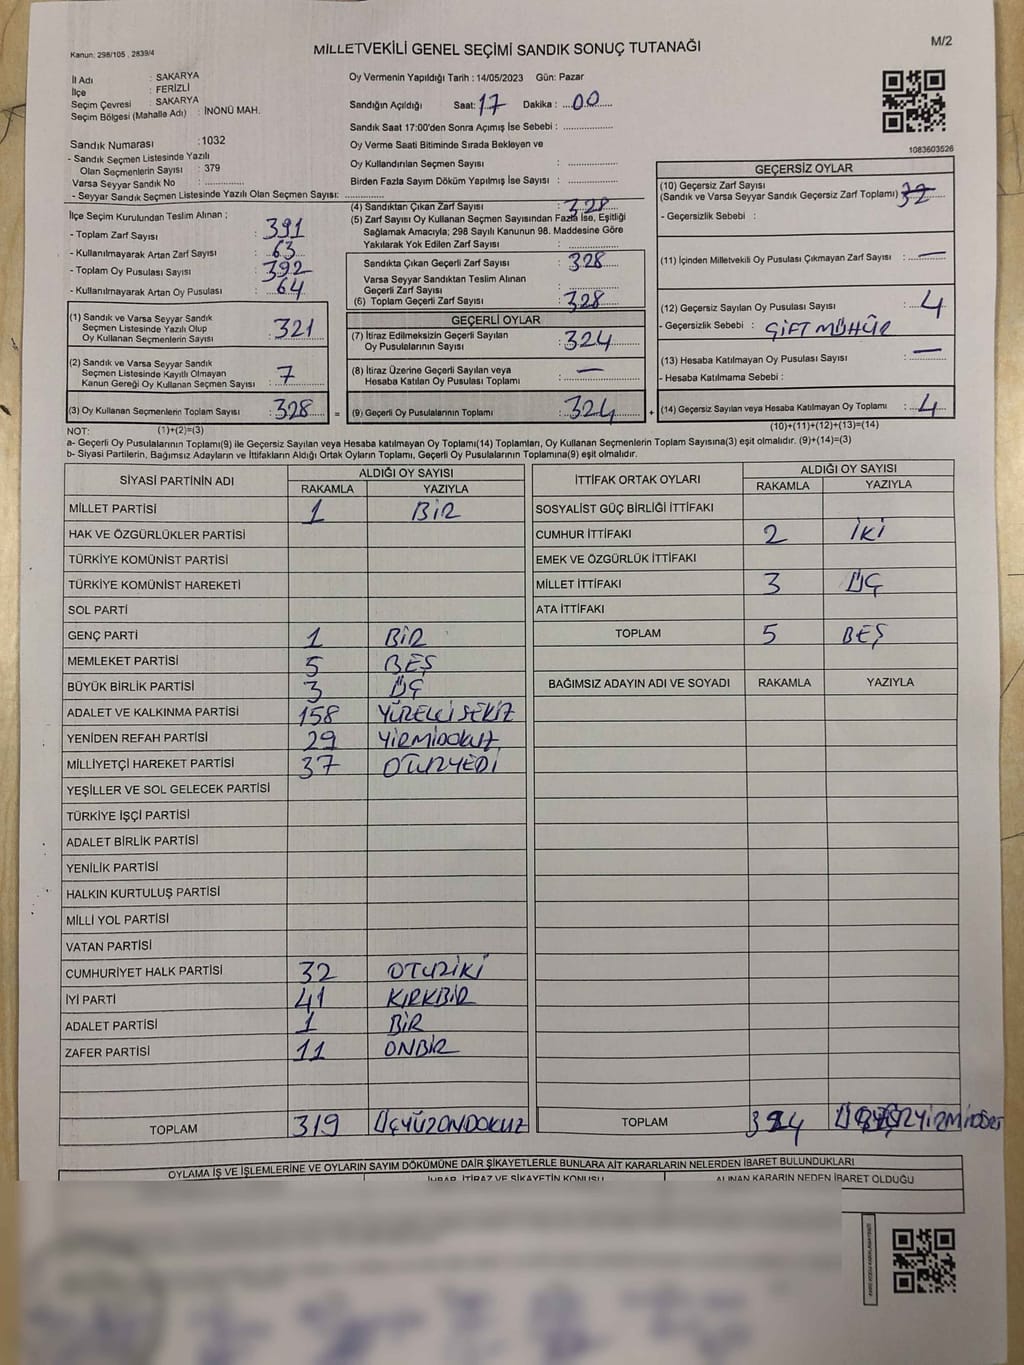 Kanun: 298/105 , 2839/4
MİLLETVEKİLİ GENEL SEÇİMİ SANDIK SONUÇ TUTANAĞI
M/2
İl Adı : SAKARYA
İlçe : FERİZLİ
Seçim Çevresi : SAKARYA
Seçim Bölgesi (Mahalle Adı) : İNÖNÜ MAH.
Sandık Numarası :1032
- Sandık Seçmen Listesinde Yazılı
Olan Seçmenlerin Sayısı : 379
Varsa Seyyar Sandık No : ..............
- Seyyar Sandık Seçmen Listesinde Yazılı Olan Seçmen Sayısı: ..............
Oy Vermenin Yapıldığı Tarih : 14/05/2023 Gün: Pazar
Sandığın Açıldığı Saat: 17 Dakika : 00
Sandık Saat 17:00'den Sonra Açımış İse Sebebi : ..............
Oy Verme Saati Bitiminde Sırada Bekleyen ve
Oy Kullandırılan Seçmen Sayısı : ..............
Birden Fazla Sayım Döküm Yapılmış İse Sayısı : ..............
1083603526
İlçe Seçim Kurulundan Teslim Alınan ;
- Toplam Zarf Sayısı : 391
- Kullanılmayarak Artan Zarf Sayısı : 63
- Toplam Oy Pusulası Sayısı : 392
- Kullanılmayarak Artan Oy Pusulası : 64
(1) Sandık ve Varsa Seyyar Sandık
Seçmen Listesinde Yazılı Olup
Oy Kullanan Seçmenlerin Sayısı : 321
(2) Sandık ve Varsa Seyyar Sandık
Seçmen Listesinde Kayıtlı Olmayan
Kanun Gereği Oy Kullanan Seçmen Sayısı : 7
(3) Oy Kullanan Seçmenlerin Toplam Sayısı : 328 =
(4) Sandıktan Çıkan Zarf Sayısı : 328
(5) Zarf Sayısı Oy Kullanan Seçmen Sayısından Fazla İse, Eşitliği
Sağlamak Amacıyla; 298 Sayılı Kanunun 98. Maddesine Göre
Yakılarak Yok Edilen Zarf Sayısı : ..............
Sandıkta Çıkan Geçerli Zarf Sayısı : 328
Varsa Seyyar Sandıktan Teslim Alınan
Geçerli Zarf Sayısı : ..............
(6) Toplam Geçerli Zarf Sayısı : 328
GEÇERLİ OYLAR
(7) İtiraz Edilmeksizin Geçerli Sayılan
Oy Pusulalarının Sayısı : 324
(8) İtiraz Üzerine Geçerli Sayılan veya
Hesaba Katılan Oy Pusulası Toplamı : —
(9) Geçerli Oy Pusulalarının Toplamı : 324 +
GEÇERSİZ OYLAR
(10) Geçersiz Zarf Sayısı
(Sandık ve Varsa Seyyar Sandık Geçersiz Zarf Toplamı) : 32
- Geçersizlik Sebebi :
(11) İçinden Milletvekili Oy Pusulası Çıkmayan Zarf Sayısı : —
(12) Geçersiz Sayılan Oy Pusulası Sayısı : 4
- Geçersizlik Sebebi : ÇİFT MÜHÜR
(13) Hesaba Katılmayan Oy Pusulası Sayısı : —
- Hesaba Katılmama Sebebi :
(14) Geçersiz Sayılan veya Hesaba Katılmayan Oy Toplamı : 4
NOT: (1)+(2)=(3) (10)+(11)+(12)+(13)=(14)
a- Geçerli Oy Pusulalarının Toplamı(9) ile Geçersiz Sayılan veya Hesaba katılmayan Oy Toplamı(14) Toplamları, Oy Kullanan Seçmenlerin Toplam Sayısına(3) eşit olmalıdır. (9)+(14)=(3)
b- Siyasi Partilerin, Bağımsız Adayların ve İttifakların Aldığı Ortak Oyların Toplamı, Geçerli Oy Pusulalarının Toplamına(9) eşit olmalıdır.
SİYASİ PARTİNİN ADI ALDIĞI OY SAYISI
RAKAMLA YAZIYLA
MİLLET PARTİSİ 1 BİR
HAK VE ÖZGÜRLÜKLER PARTİSİ
TÜRKİYE KOMÜNİST PARTİSİ
TÜRKİYE KOMÜNİST HAREKETİ
SOL PARTİ
GENÇ PARTİ 1 BİR
MEMLEKET PARTİSİ 5 BEŞ
BÜYÜK BİRLİK PARTİSİ 3 ÜÇ
ADALET VE KALKINMA PARTİSİ 158 YÜZELLİSEKİZ
YENİDEN REFAH PARTİSİ 29 YİRMİDOKUZ
MİLLİYETÇİ HAREKET PARTİSİ 37 OTUZYEDİ
YEŞİLLER VE SOL GELECEK PARTİSİ
TÜRKİYE İŞÇİ PARTİSİ
ADALET BİRLİK PARTİSİ
YENİLİK PARTİSİ
HALKIN KURTULUŞ PARTİSİ
MİLLİ YOL PARTİSİ
VATAN PARTİSİ
CUMHURİYET HALK PARTİSİ 32 OTUZİKİ
İYİ PARTİ 41 KIRKBİR
ADALET PARTİSİ 1 BİR
ZAFER PARTİSİ 11 ONBİR
TOPLAM 319 ÜÇYÜZONDOKUZ
İTTİFAK ORTAK OYLARI ALDIĞI OY SAYISI
RAKAMLA YAZIYLA
SOSYALİST GÜÇ BİRLİĞİ İTTİFAKI
CUMHUR İTTİFAKI 2 İKİ
EMEK VE ÖZGÜRLÜK İTTİFAKI
MİLLET İTTİFAKI 3 ÜÇ
ATA İTTİFAKI
TOPLAM 5 BEŞ
BAĞIMSIZ ADAYIN ADI VE SOYADI RAKAMLA YAZIYLA
TOPLAM 324
OYLAMA İŞ VE İŞLEMLERİNE VE OYLARIN SAYIM DÖKÜMÜNE DAİR ŞİKAYETLERLE BUNLARA AİT KARARLARIN NELERDEN İBARET BULUNDUKLARI
İHBAR, İTİRAZ VE ŞİKAYETİN KONUSU ALINAN KARARIN NEDEN İBARET OLDUĞU